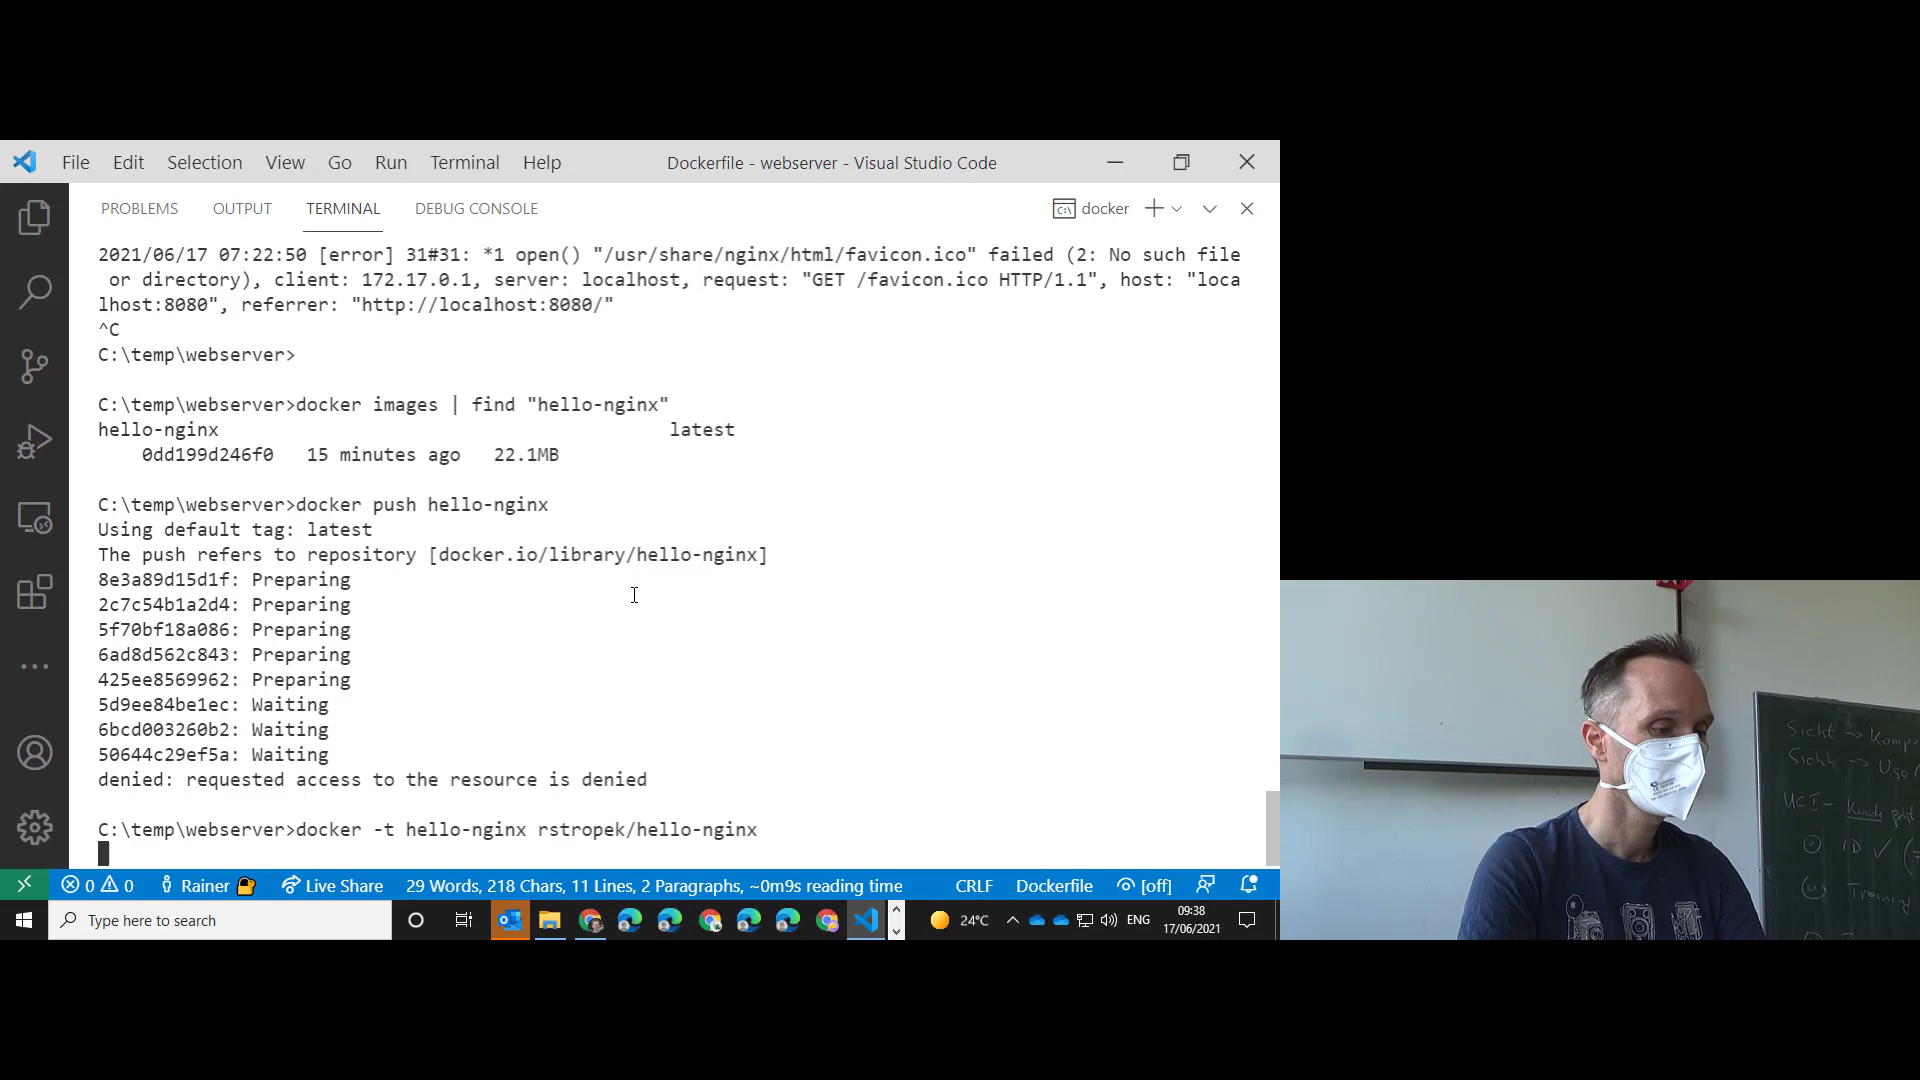 File Edit Selection View Go Run Terminal Help
Dockerfile - webserver - Visual Studio Code
PROBLEMS OUTPUT TERMINAL DEBUG CONSOLE
docker
2021/06/17 07:22:50 [error] 31#31: *1 open() "/usr/share/nginx/html/favicon.ico" failed (2: No such file
or directory), client: 172.17.0.1, server: localhost, request: "GET /favicon.ico HTTP/1.1", host: "loca
lhost:8080", referrer: "http://localhost:8080/"
^C
C:\temp\webserver>
C:\temp\webserver>docker images | find "hello-nginx"
hello-nginx latest
0dd199d246f0 15 minutes ago 22.1MB
C:\temp\webserver>docker push hello-nginx
Using default tag: latest
The push refers to repository [docker.io/library/hello-nginx]
8e3a89d15d1f: Preparing
2c7c54b1a2d4: Preparing
5f70bf18a086: Preparing
6ad8d562c843: Preparing
425ee8569962: Preparing
5d9ee84be1ec: Waiting
6bcd003260b2: Waiting
50644c29ef5a: Waiting
denied: requested access to the resource is denied
C:\temp\webserver>docker -t hello-nginx rstropek/hello-nginx
0 0 Rainer Live Share 29 Words, 218 Chars, 11 Lines, 2 Paragraphs, ~0m9s reading time CRLF Dockerfile [off]
Type here to search
24°C ENG
09:38
17/06/2021
Sicht →
Sicht →
UCI- Kunde geht
ID ✓
Training